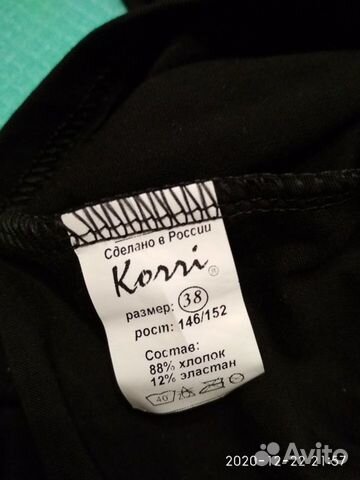 Сделано в России
Korri®
размер: 38
рост: 146/152
Состав:
88% хлопок
12% эластан
40
2020-12-22 21:57
Avito